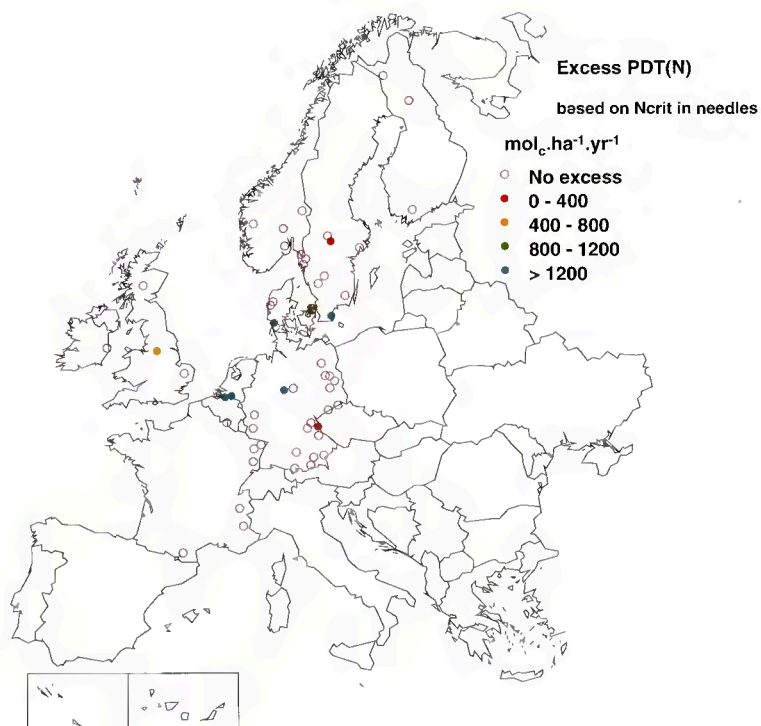 Excess PDT(N)
based on Ncrit in needles
mol_c.ha⁻¹.yr⁻¹
No excess
0 - 400
400 - 800
800 - 1200
> 1200